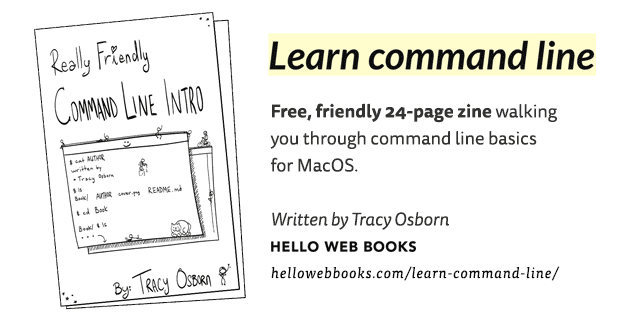 Really Friendly
COMMAND LINE INTRO
$ cat AUTHOR
written by
- Tracy Osborn
$ ls
Book/ AUTHOR cover.png README.md
$ cd Book
Book/ $ ls
By: TRACY OSBORN
Learn command line
Free, friendly 24-page zine walking
you through command line basics
for MacOS.
Written by Tracy Osborn
HELLO WEB BOOKS
hellowebbooks.com/learn-command-line/